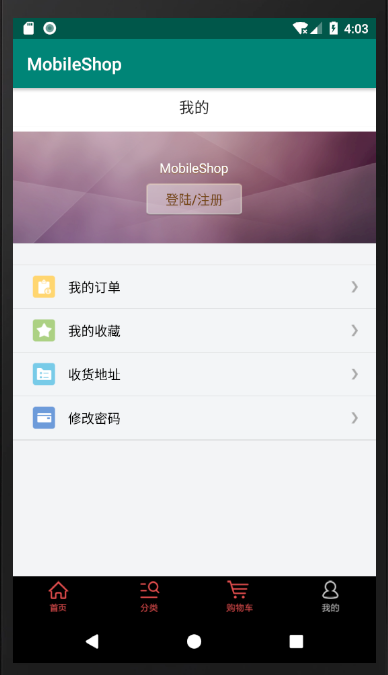 4:03
MobileShop
我的
MobileShop
登陆/注册
我的订单
我的收藏
收货地址
修改密码
首页 分类 购物车 我的